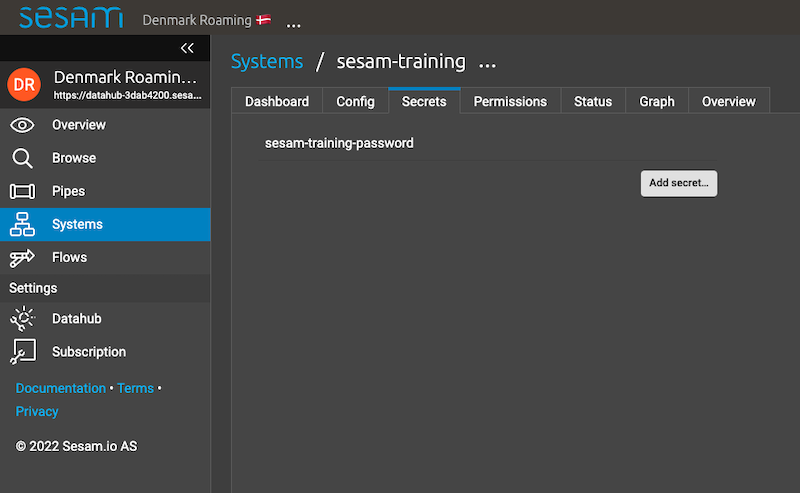 sesam Denmark Roaming 🇩🇰 ...
<<
DR
Denmark Roamin...
https://datahub-3dab4200.sesa...
Overview
Browse
Pipes
Systems
Flows
Settings
Datahub
Subscription
Documentation • Terms •
Privacy
© 2022 Sesam.io AS
Systems / sesam-training ...
Dashboard Config Secrets Permissions Status Graph Overview
sesam-training-password
Add secret...